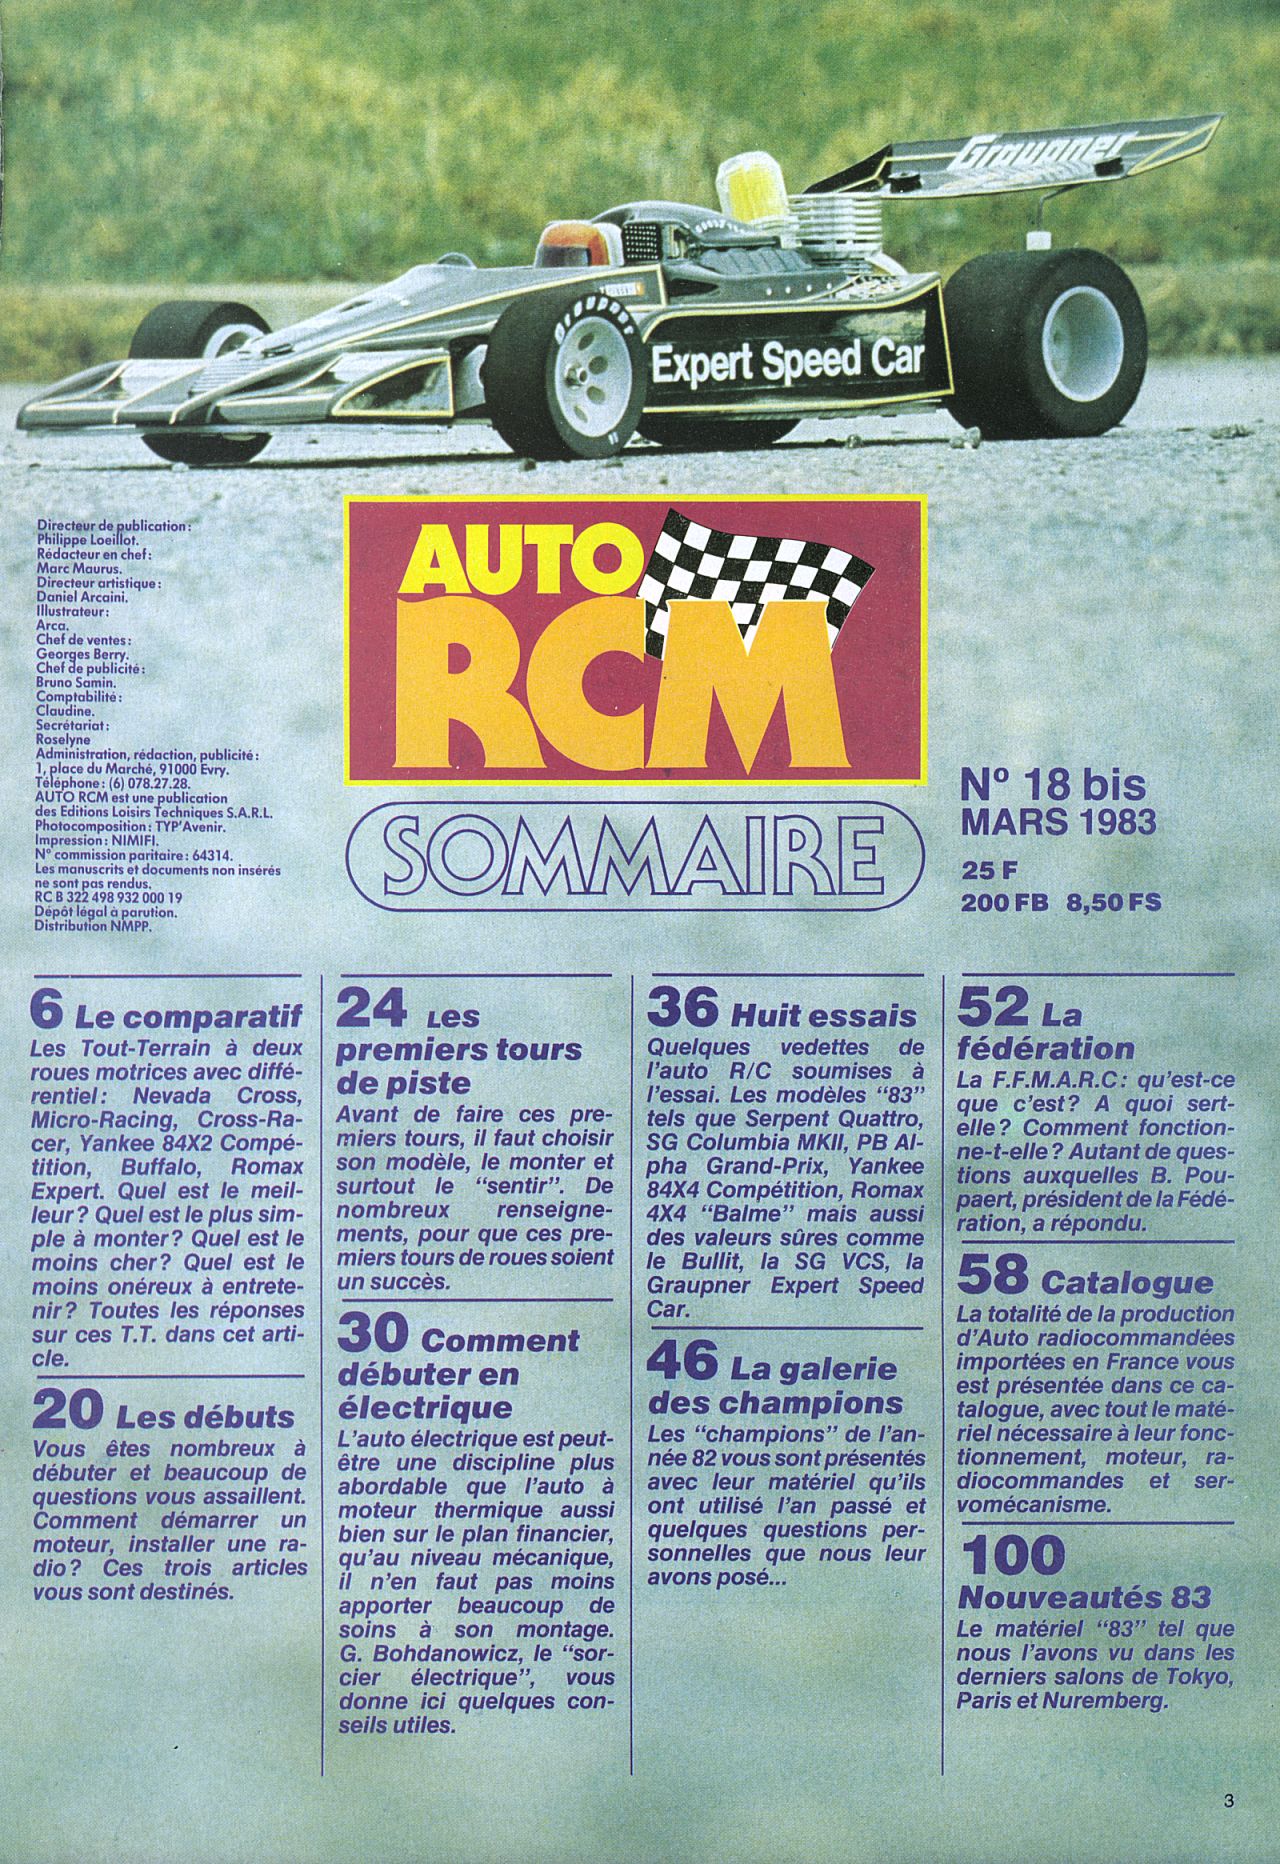 Graupner
Graupner
Expert Speed Car
Directeur de publication :
Philippe Loeillot.
Rédacteur en chef :
Marc Maurus.
Directeur artistique :
Daniel Arcaini.
Illustrateur :
Arca.
Chef de ventes :
Georges Berry.
Chef de publicité :
Bruno Samin.
Comptabilité :
Claudine.
Secrétariat :
Roselyne
Administration, rédaction, publicité :
1, place du Marché, 91000 Evry.
Téléphone : (6) 078.27.28.
AUTO RCM est une publication
des Editions Loisirs Techniques S.A.R.L.
Photocomposition : TYP'Avenir.
Impression : NIMIFI.
N° commission paritaire : 64314.
Les manuscrits et documents non insérés
ne sont pas rendus.
RC B 322 498 932 000 19
Dépôt légal à parution.
Distribution NMPP.
AUTO
RCM
SOMMAIRE
N° 18 bis
MARS 1983
25 F
200 FB 8,50 FS
6 Le comparatif
Les Tout-Terrain à deux
roues motrices avec diffé-
rentiel : Nevada Cross,
Micro-Racing, Cross-Ra-
cer, Yankee 84X2 Compé-
tition, Buffalo, Romax
Expert. Quel est le meil-
leur ? Quel est le plus sim-
ple à monter ? Quel est le
moins cher ? Quel est le
moins onéreux à entrete-
nir ? Toutes les réponses
sur ces T.T. dans cet arti-
cle.
20 Les débuts
Vous êtes nombreux à
débuter et beaucoup de
questions vous assaillent.
Comment démarrer un
moteur, installer une ra-
dio ? Ces trois articles
vous sont destinés.
24 Les
premiers tours
de piste
Avant de faire ces pre-
miers tours, il faut choisir
son modèle, le monter et
surtout le "sentir". De
nombreux renseigne-
ments, pour que ces pre-
miers tours de roues soient
un succès.
30 Comment
débuter en
électrique
L'auto électrique est peut-
être une discipline plus
abordable que l'auto à
moteur thermique aussi
bien sur le plan financier,
qu'au niveau mécanique,
il n'en faut pas moins
apporter beaucoup de
soins à son montage.
G. Bohdanowicz, le "sor-
cier électrique", vous
donne ici quelques con-
seils utiles.
36 Huit essais
Quelques vedettes de
l'auto R/C soumises à
l'essai. Les modèles "83"
tels que Serpent Quattro,
SG Columbia MKII, PB Al-
pha Grand-Prix, Yankee
84X4 Compétition, Romax
4X4 "Balme" mais aussi
des valeurs sûres comme
le Bullit, la SG VCS, la
Graupner Expert Speed
Car.
46 La galerie
des champions
Les "champions" de l'an-
née 82 vous sont présentés
avec leur matériel qu'ils
ont utilisé l'an passé et
quelques questions per-
sonnelles que nous leur
avons posé...
52 La
fédération
La F.F.M.A.R.C : qu'est-ce
que c'est ? A quoi sert-
elle ? Comment fonction-
ne-t-elle ? Autant de ques-
tions auxquelles B. Pou-
paert, président de la Fédé-
ration, a répondu.
58 Catalogue
La totalité de la production
d'Auto radiocommandées
importées en France vous
est présentée dans ce ca-
talogue, avec tout le maté-
riel nécessaire à leur fonc-
tionnement, moteur, ra-
diocommandes et ser-
vomécanisme.
100
Nouveautés 83
Le matériel "83" tel que
nous l'avons vu dans les
derniers salons de Tokyo,
Paris et Nuremberg.
3